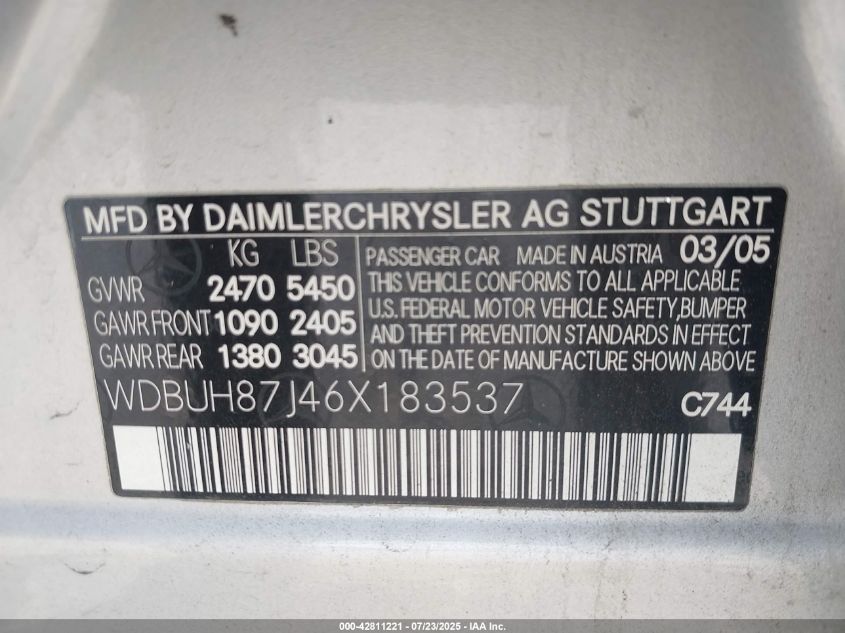 MFD BY DAIMLERCHRYSLER AG STUTTGART
KG LBS
GVWR 2470 5450
GAWR FRONT 1090 2405
GAWR REAR 1380 3045
PASSENGER CAR MADE IN AUSTRIA 03/05
THIS VEHICLE CONFORMS TO ALL APPLICABLE
U.S. FEDERAL MOTOR VEHICLE SAFETY, BUMPER
AND THEFT PREVENTION STANDARDS IN EFFECT
ON THE DATE OF MANUFACTURE SHOWN ABOVE
WDBUH87J46X183537 C744
000-42811221 - 07/23/2025 - IAA Inc.